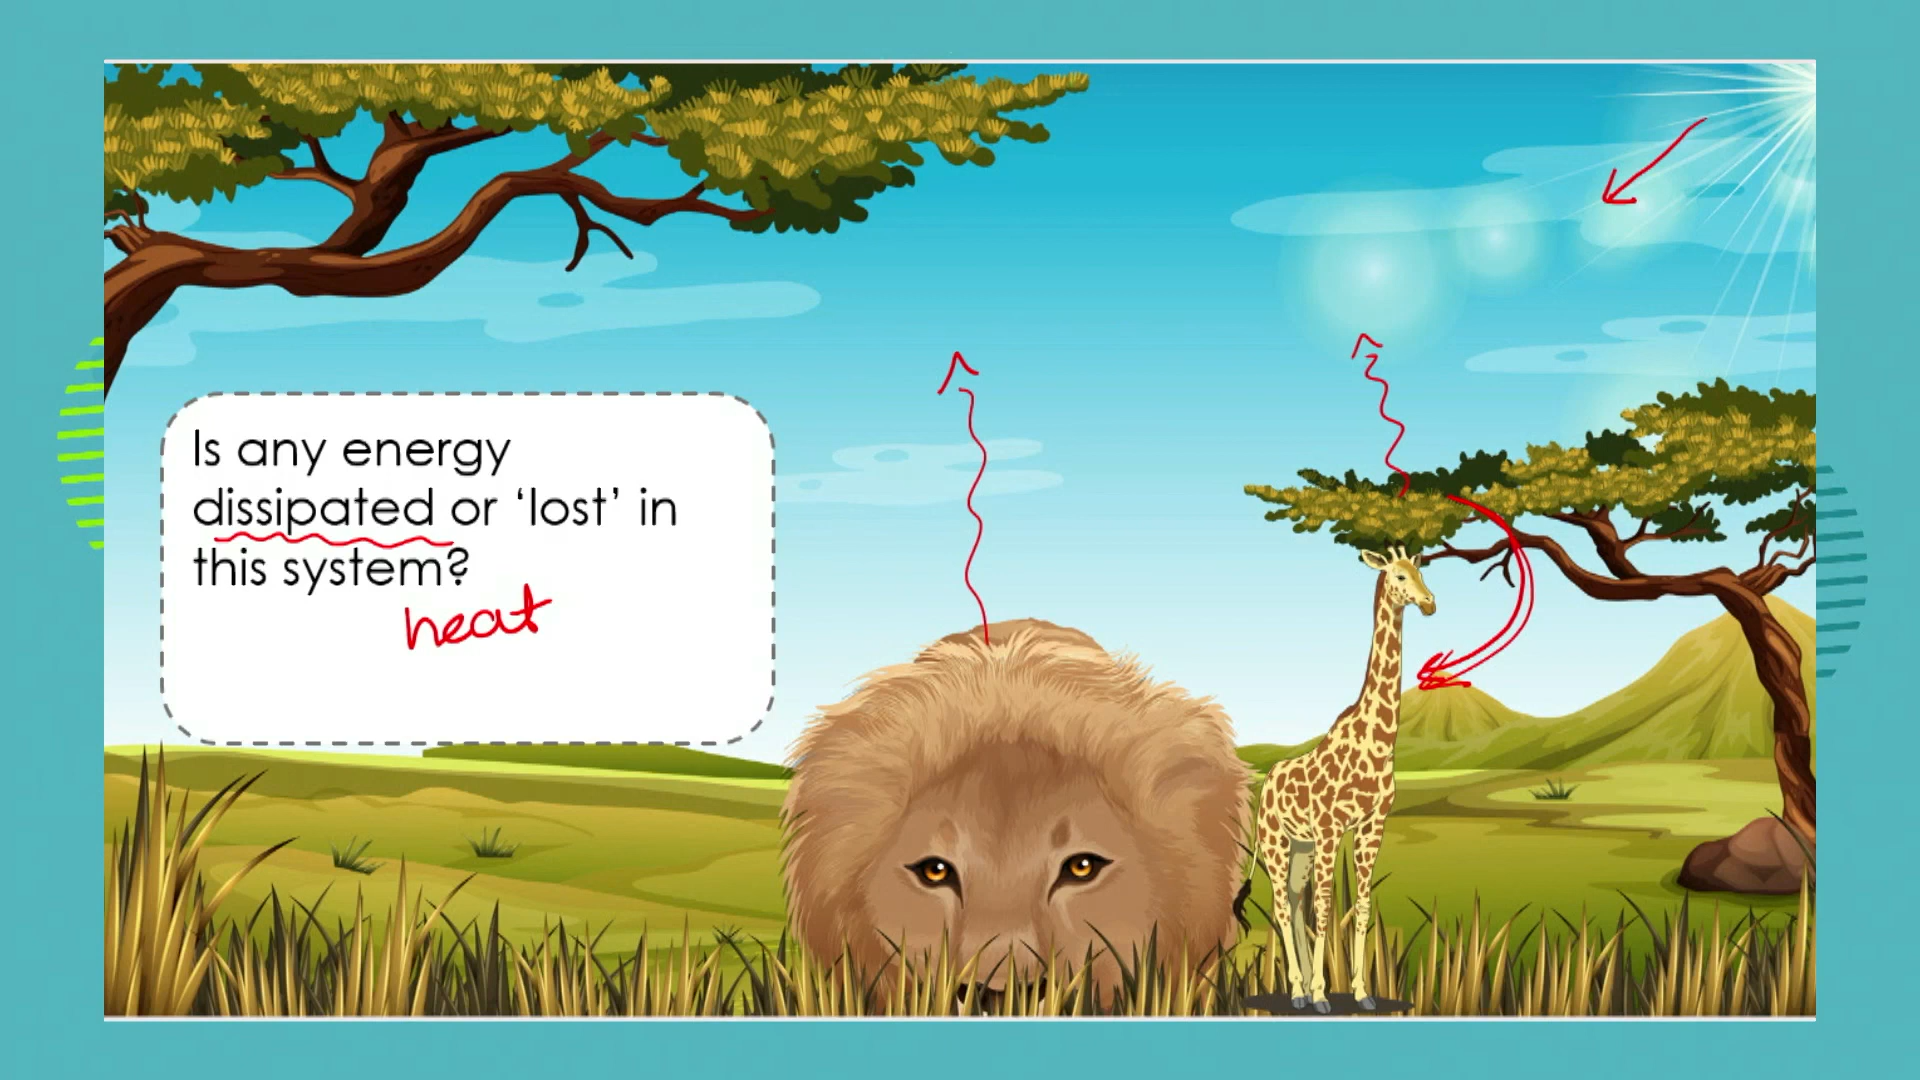 Is any energy
dissipated or ‘lost’ in
this system?
heat